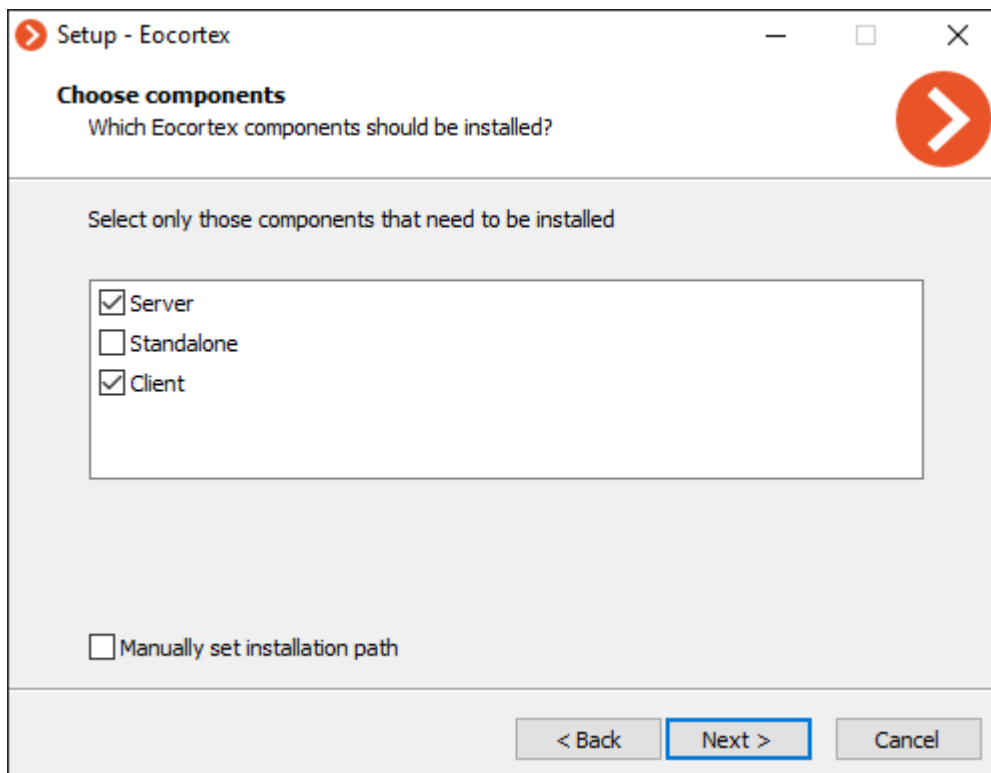 Setup - Eocortex
Choose components
Which Eocortex components should be installed?
Select only those components that need to be installed
Server
Standalone
Client
Manually set installation path
< Back Next > Cancel